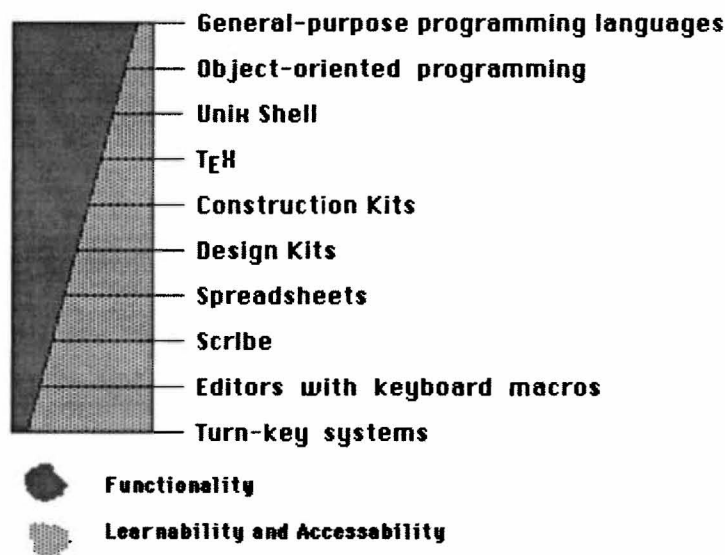 General-purpose programming languages
Object-oriented programming
Unix Shell
TEX
Construction Kits
Design Kits
Spreadsheets
Scribe
Editors with keyboard macros
Turn-key systems
Functionality
Learnability and Accessability